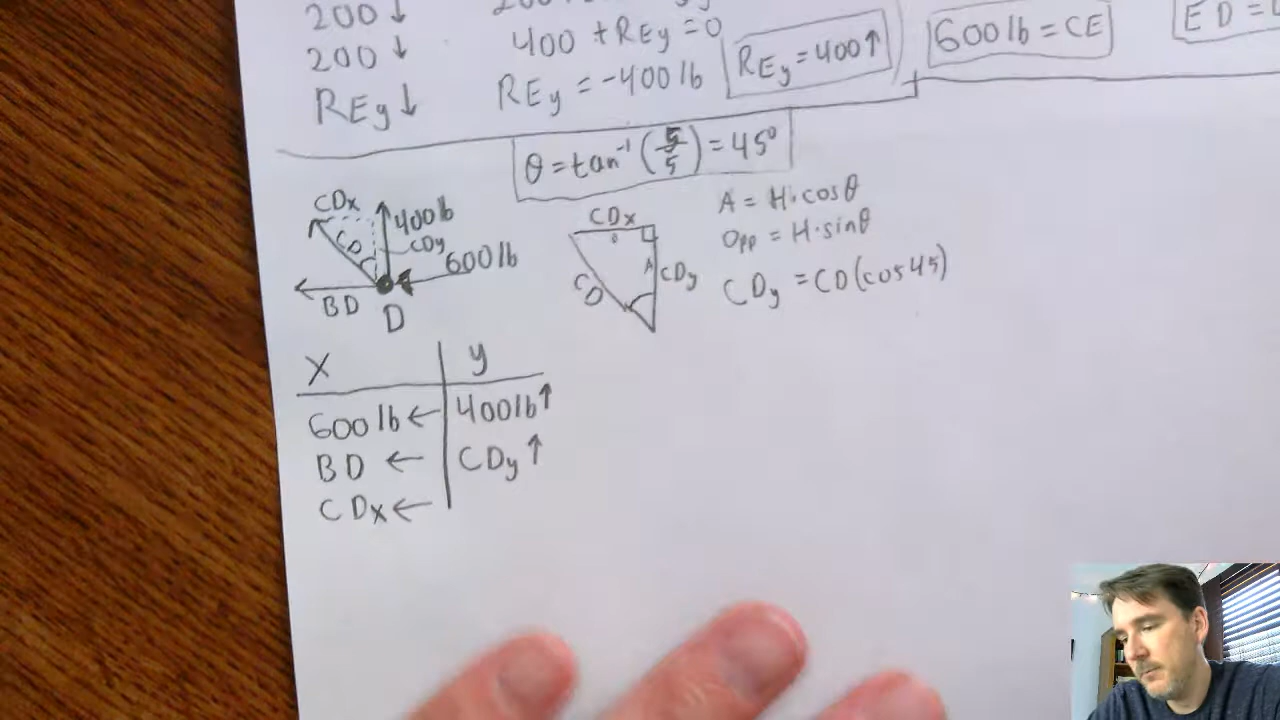 200 ↓
200 ↓
REy ↓
400 + REy = 0
REy = -400 lb
REy = 400 ↑
600 lb = CE
ED =
θ = tan⁻¹ (5/5) = 45°
CDx
400 lb
CD
CDy
600 lb
BD
D
CDx
O
A
CDy
CD
A = H·cosθ
Opp = H·sinθ
CDy = CD(cos45)
X y
600 lb ← 400 lb ↑
BD ← CDy ↑
CDx ←